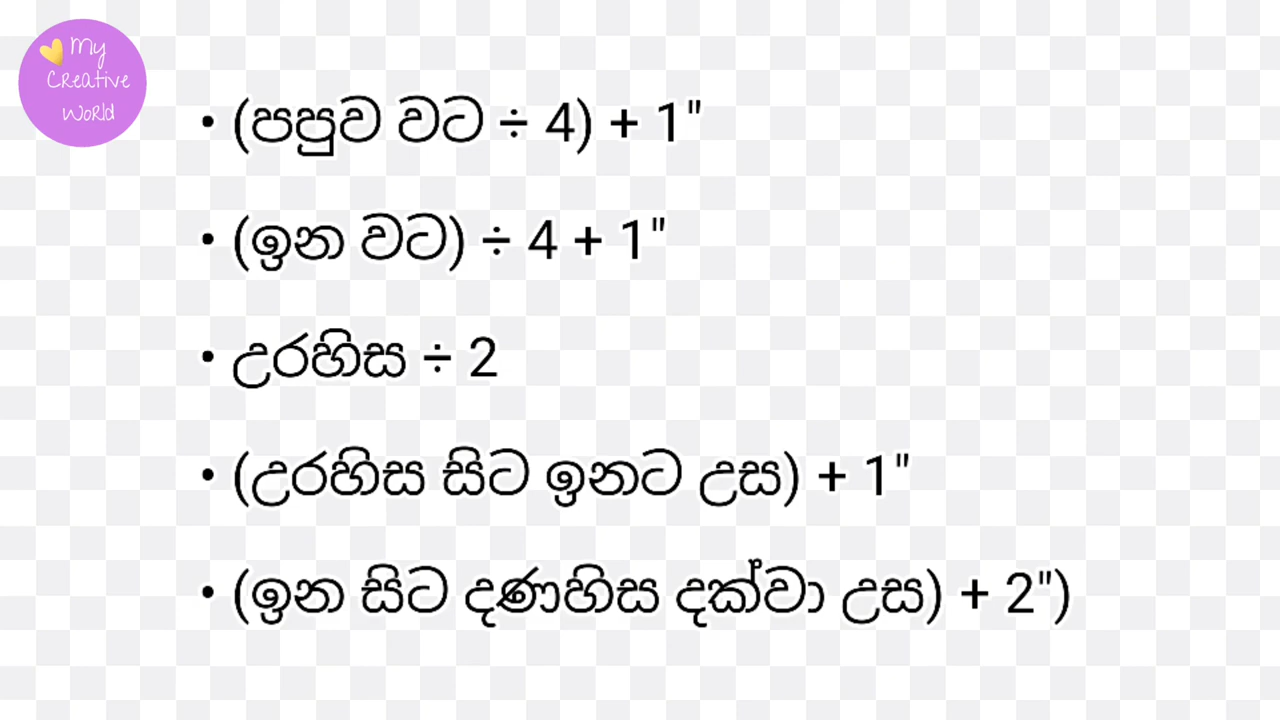 My
Creative
World
• (පපුව වට ÷ 4) + 1"
• (ඉන වට) ÷ 4 + 1"
• උරහිස ÷ 2
• (උරහිස සිට ඉනට උස) + 1"
• (ඉන සිට දණහිස දක්වා උස) + 2")